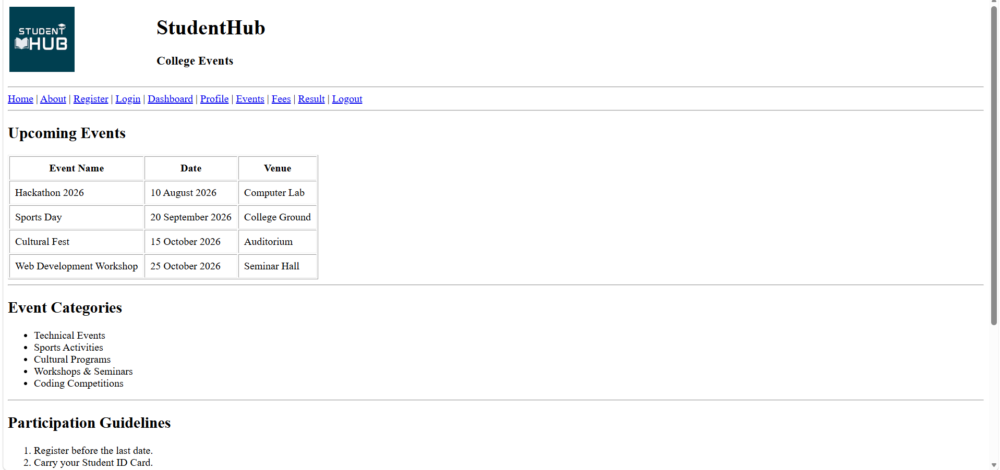 STUDENT
HUB
StudentHub
College Events
Home | About | Register | Login | Dashboard | Profile | Events | Fees | Result | Logout
Upcoming Events
Event Name Date Venue
Hackathon 2026 10 August 2026 Computer Lab
Sports Day 20 September 2026 College Ground
Cultural Fest 15 October 2026 Auditorium
Web Development Workshop 25 October 2026 Seminar Hall
Event Categories
• Technical Events
• Sports Activities
• Cultural Programs
• Workshops & Seminars
• Coding Competitions
Participation Guidelines
1. Register before the last date.
2. Carry your Student ID Card.